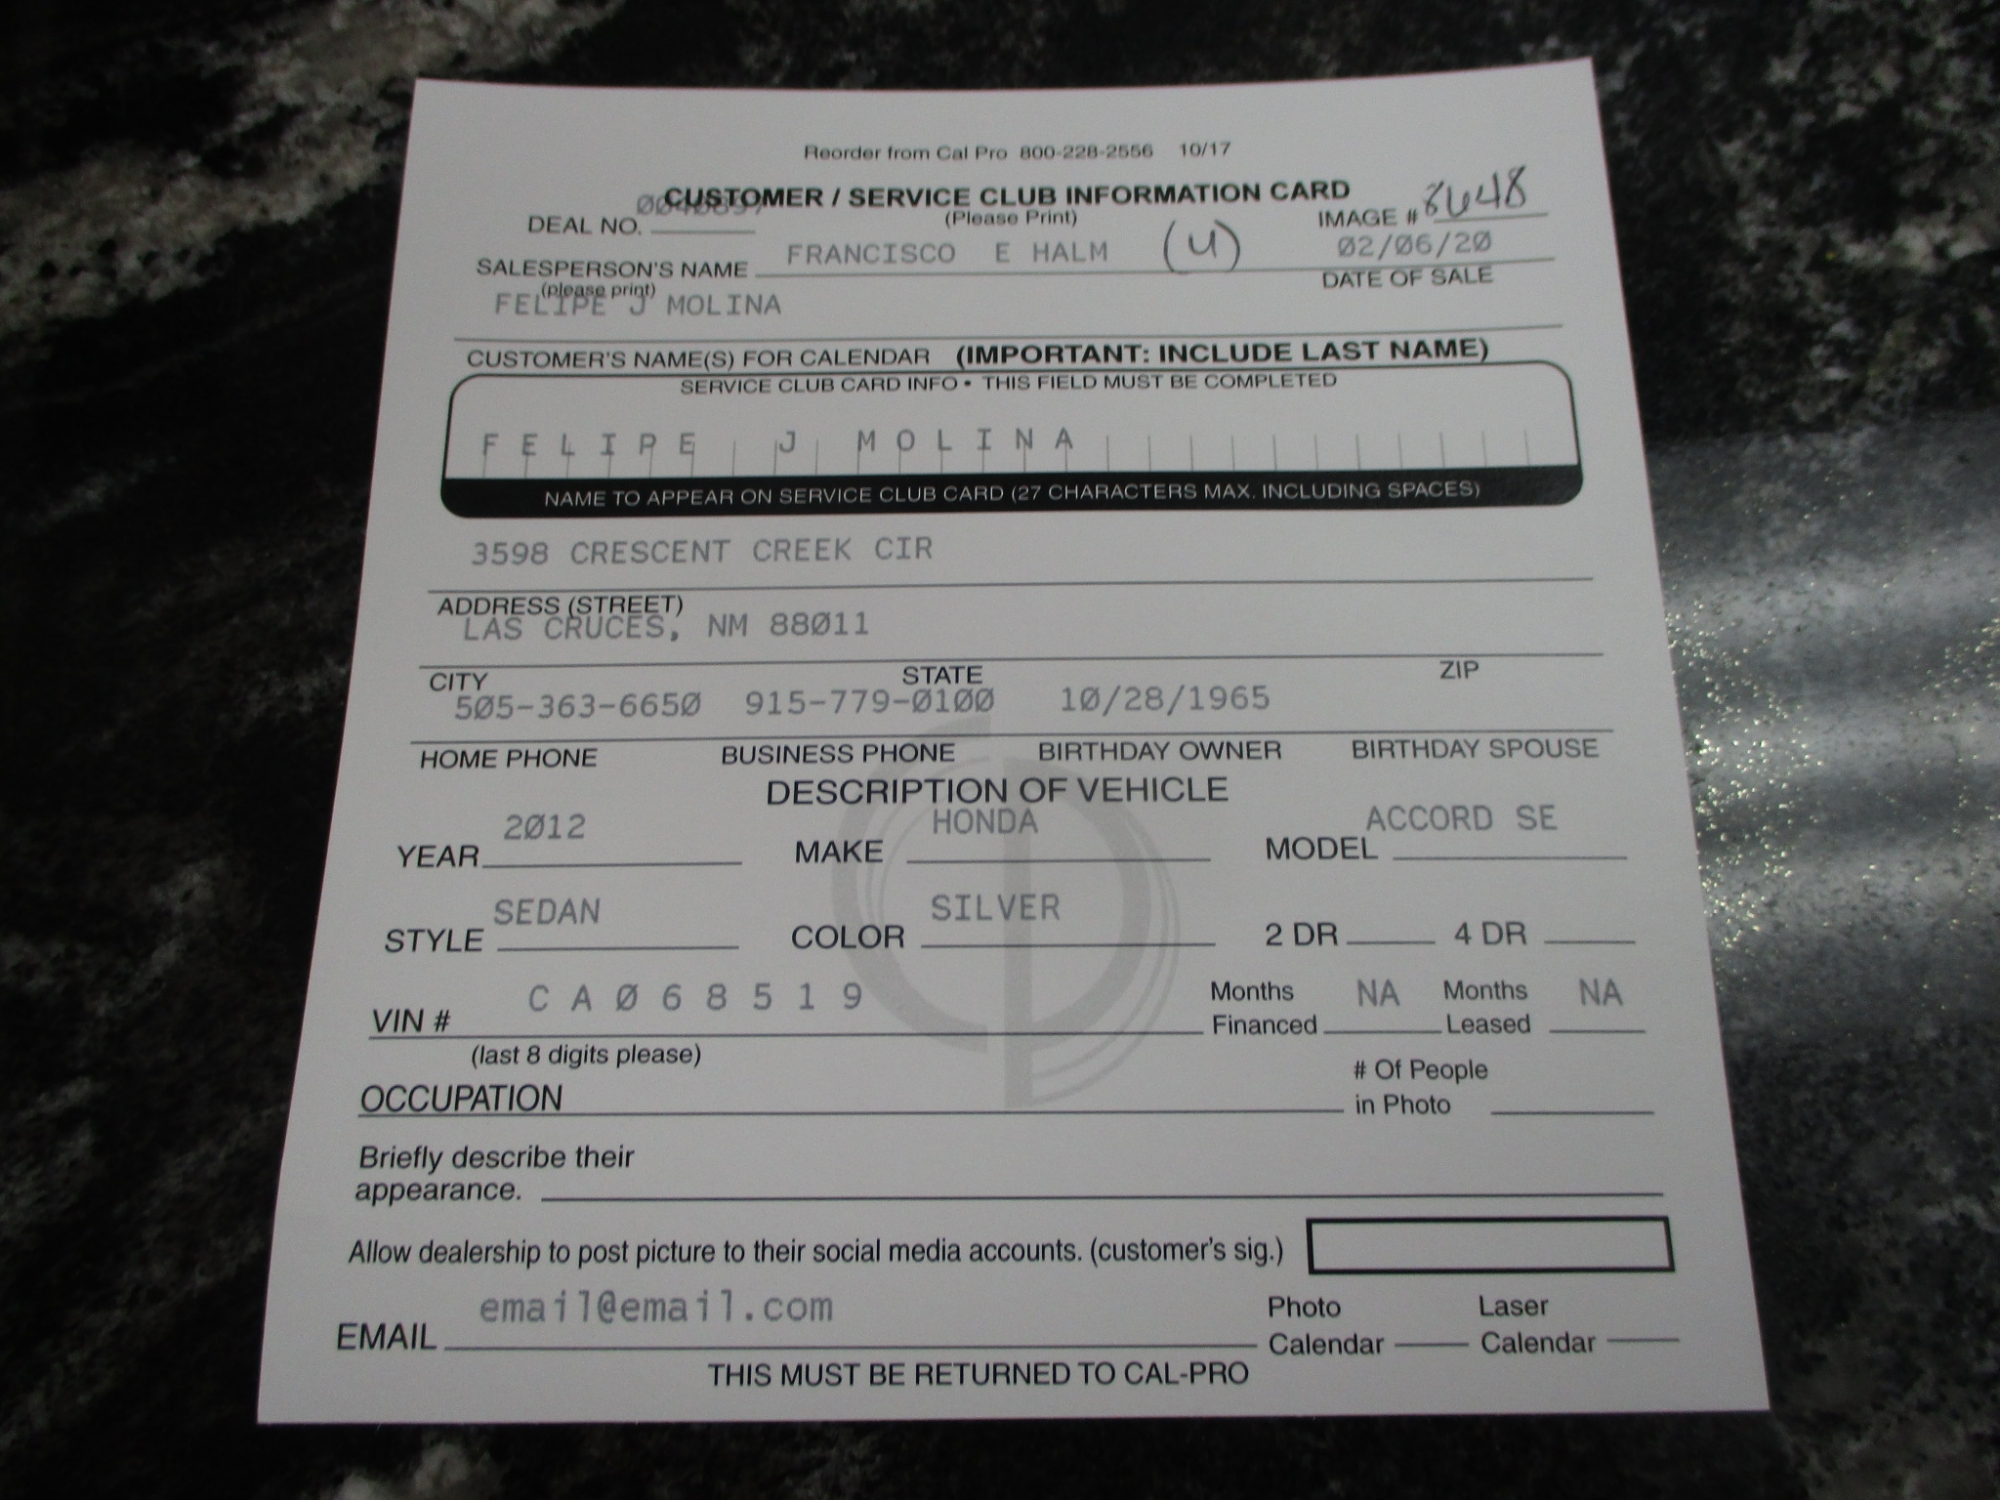 Reorder from Cal Pro 800-228-2556 10/17
CUSTOMER / SERVICE CLUB INFORMATION CARD
DEAL NO. (Please Print) IMAGE # 8648
FRANCISCO E HALM (U) 02/06/20
SALESPERSON'S NAME DATE OF SALE
(please print)
FELIPE J MOLINA
CUSTOMER'S NAME(S) FOR CALENDAR (IMPORTANT: INCLUDE LAST NAME)
SERVICE CLUB CARD INFO • THIS FIELD MUST BE COMPLETED
FELIPE J MOLINA
NAME TO APPEAR ON SERVICE CLUB CARD (27 CHARACTERS MAX. INCLUDING SPACES)
3598 CRESCENT CREEK CIR
ADDRESS (STREET)
LAS CRUCES, NM 88011
CITY STATE ZIP
505-363-6650 915-779-0100 10/28/1965
HOME PHONE BUSINESS PHONE BIRTHDAY OWNER BIRTHDAY SPOUSE
DESCRIPTION OF VEHICLE
YEAR 2012 MAKE HONDA MODEL ACCORD SE
STYLE SEDAN COLOR SILVER 2 DR 4 DR
VIN # CA068519 Months Financed NA Months Leased NA
(last 8 digits please)
OCCUPATION # Of People in Photo
Briefly describe their
appearance.
Allow dealership to post picture to their social media accounts. (customer's sig.)
EMAIL email@email.com Photo Calendar Laser Calendar
THIS MUST BE RETURNED TO CAL-PRO